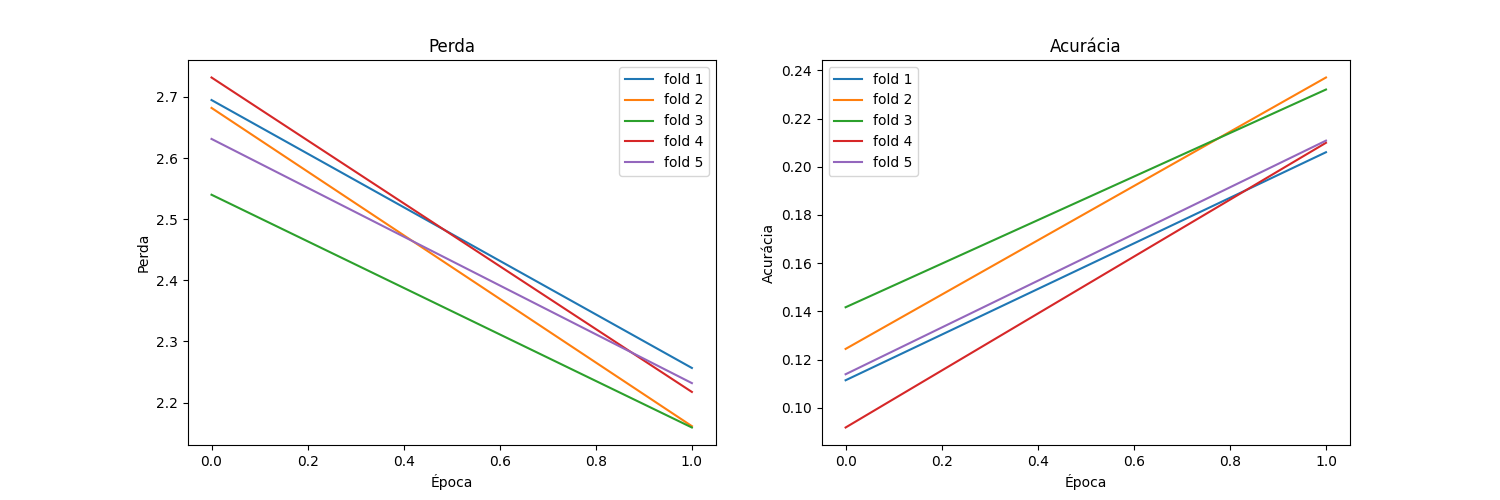 Perda
2.7
2.6
2.5
2.4
2.3
2.2
Perda
0.0 0.2 0.4 0.6 0.8 1.0
Época
fold 1
fold 2
fold 3
fold 4
fold 5
Acurácia
0.24
0.22
0.20
0.18
0.16
0.14
0.12
0.10
Acurácia
0.0 0.2 0.4 0.6 0.8 1.0
Época
fold 1
fold 2
fold 3
fold 4
fold 5